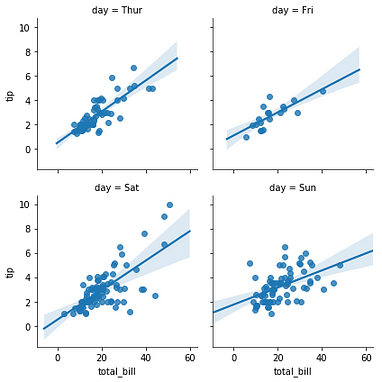 day = Thur
day = Fri
10
8
6
4
2
0
tip
day = Sat
day = Sun
10
8
6
4
2
0
tip
0 20 40 60
0 20 40 60
total_bill
total_bill